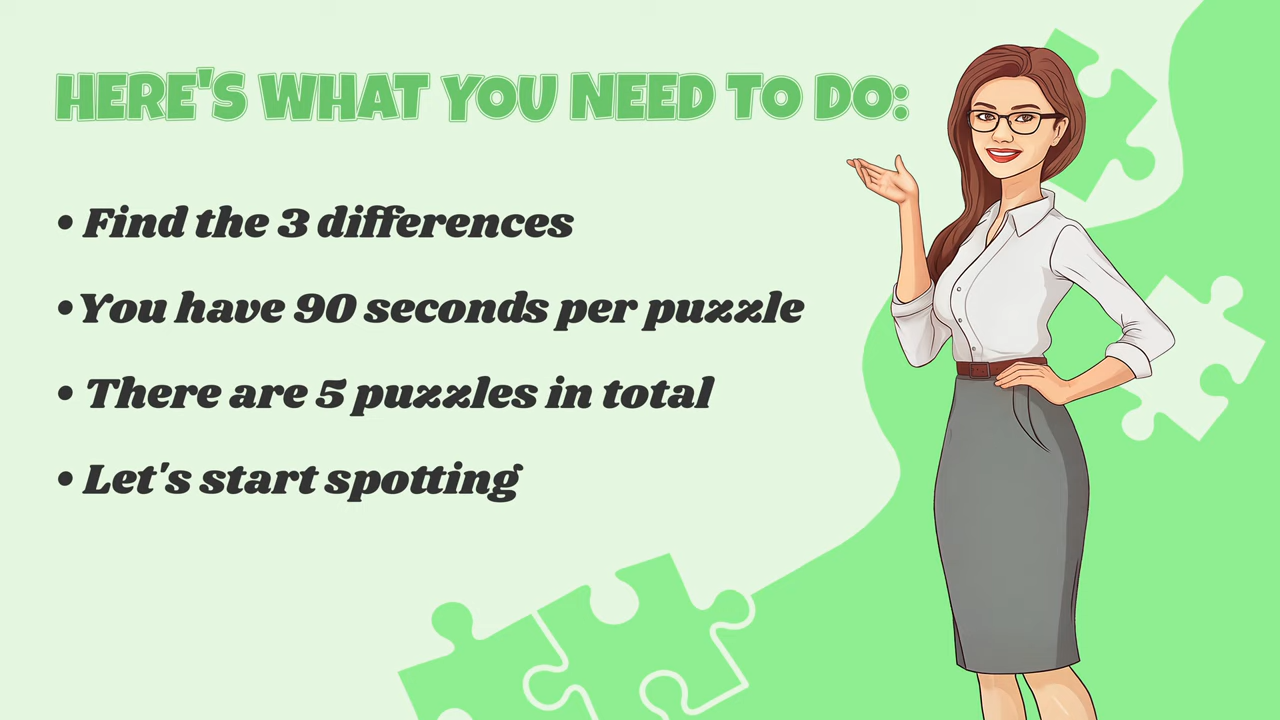 HERE'S WHAT YOU NEED TO DO:
• Find the 3 differences
• You have 90 seconds per puzzle
• There are 5 puzzles in total
• Let's start spotting